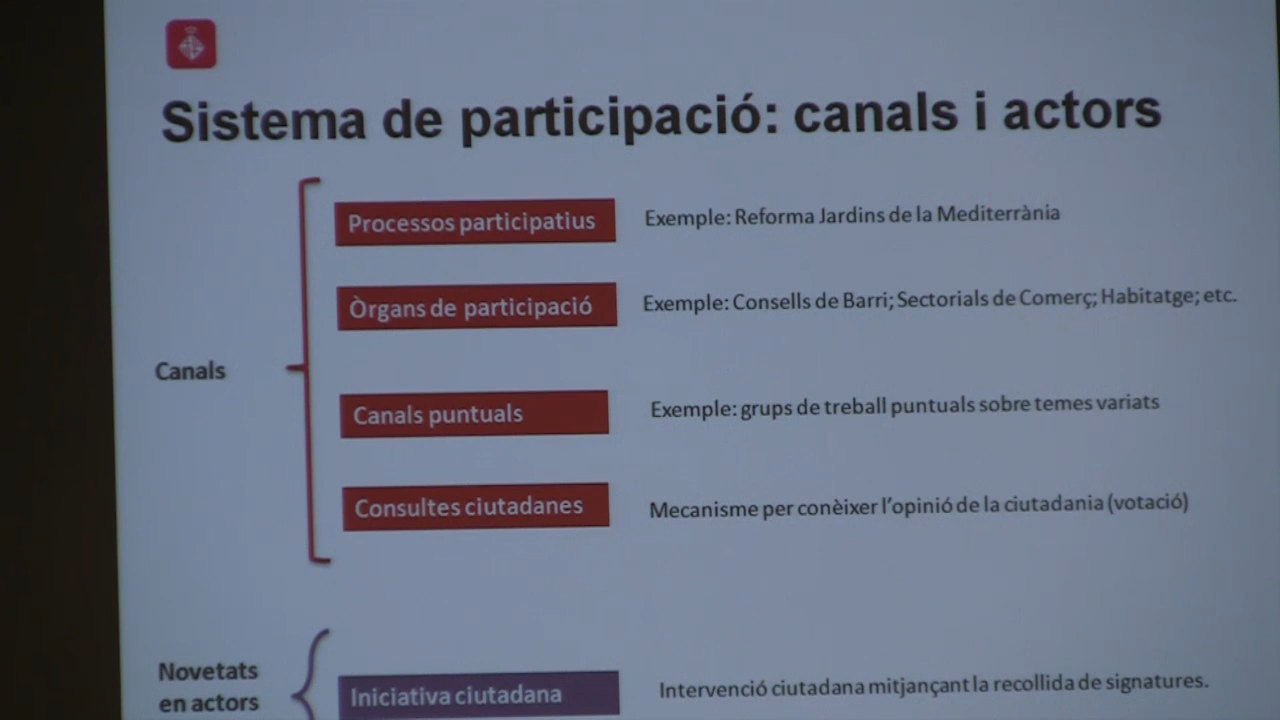 Sistema de participació: canals i actors
Processos participatius
Exemple: Reforma Jardins de la Mediterrània
Òrgans de participació
Exemple: Consells de Barri; Sectorials de Comerç; Habitatge; etc.
Canals
Canals puntuals
Exemple: grups de treball puntuals sobre temes variats
Consultes ciutadanes
Mecanisme per conèixer l'opinió de la ciutadania (votació)
Novetats
en actors
Iniciativa ciutadana
Intervenció ciutadana mitjançant la recollida de signatures.